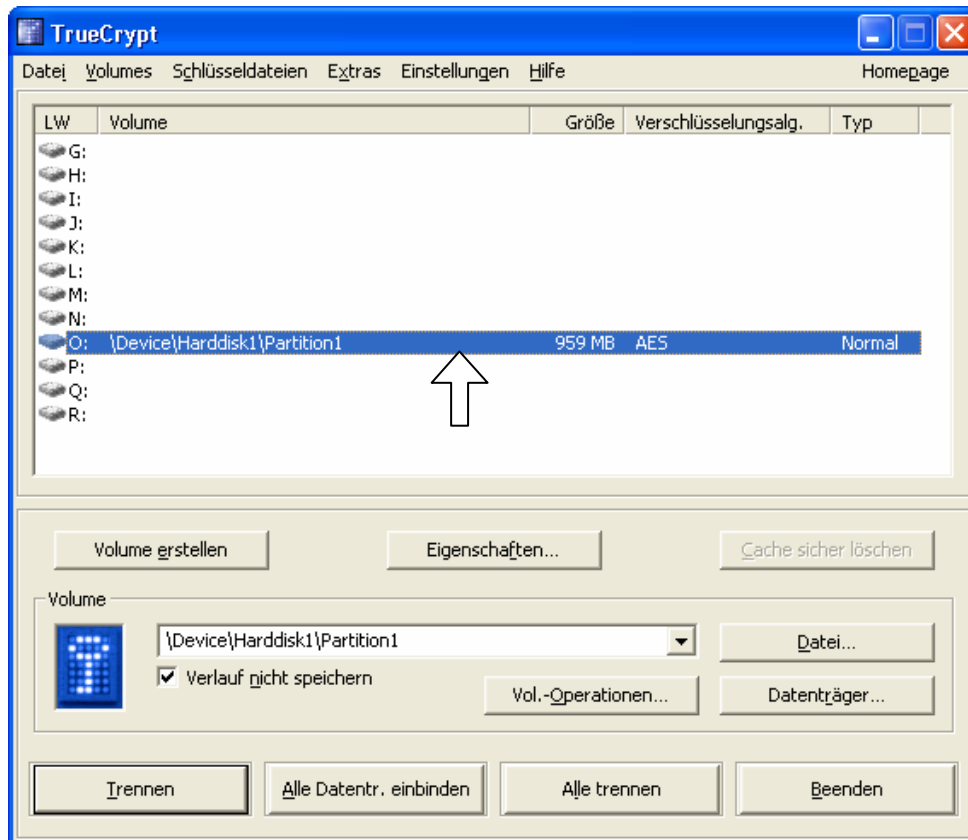 TrueCrypt
Datei Volumes Schlüsseldateien Extras Einstellungen Hilfe Homepage
LW Volume Größe Verschlüsselungsalg. Typ
G:
H:
I:
J:
K:
L:
M:
N:
O: \Device\Harddisk1\Partition1 959 MB AES Normal
P:
Q:
R:
Volume erstellen Eigenschaften... Cache sicher löschen
Volume
\Device\Harddisk1\Partition1 Datei...
Verlauf nicht speichern
Vol.-Operationen... Datenträger...
Trennen Alle Datentr. einbinden Alle trennen Beenden